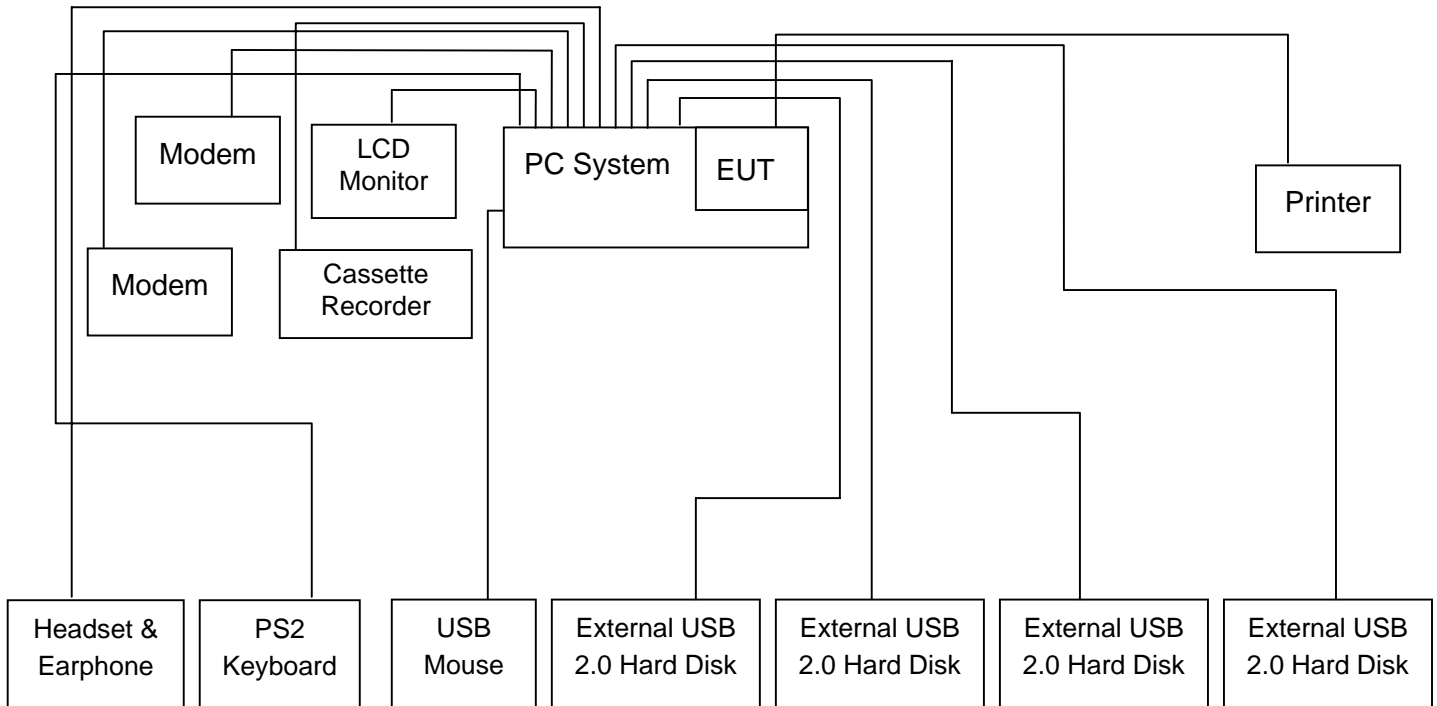 Modem
LCD
Monitor
PC System
EUT
Printer
Modem
Cassette
Recorder
Headset &
Earphone
PS2
Keyboard
USB
Mouse
External USB
2.0 Hard Disk
External USB
2.0 Hard Disk
External USB
2.0 Hard Disk
External USB
2.0 Hard Disk